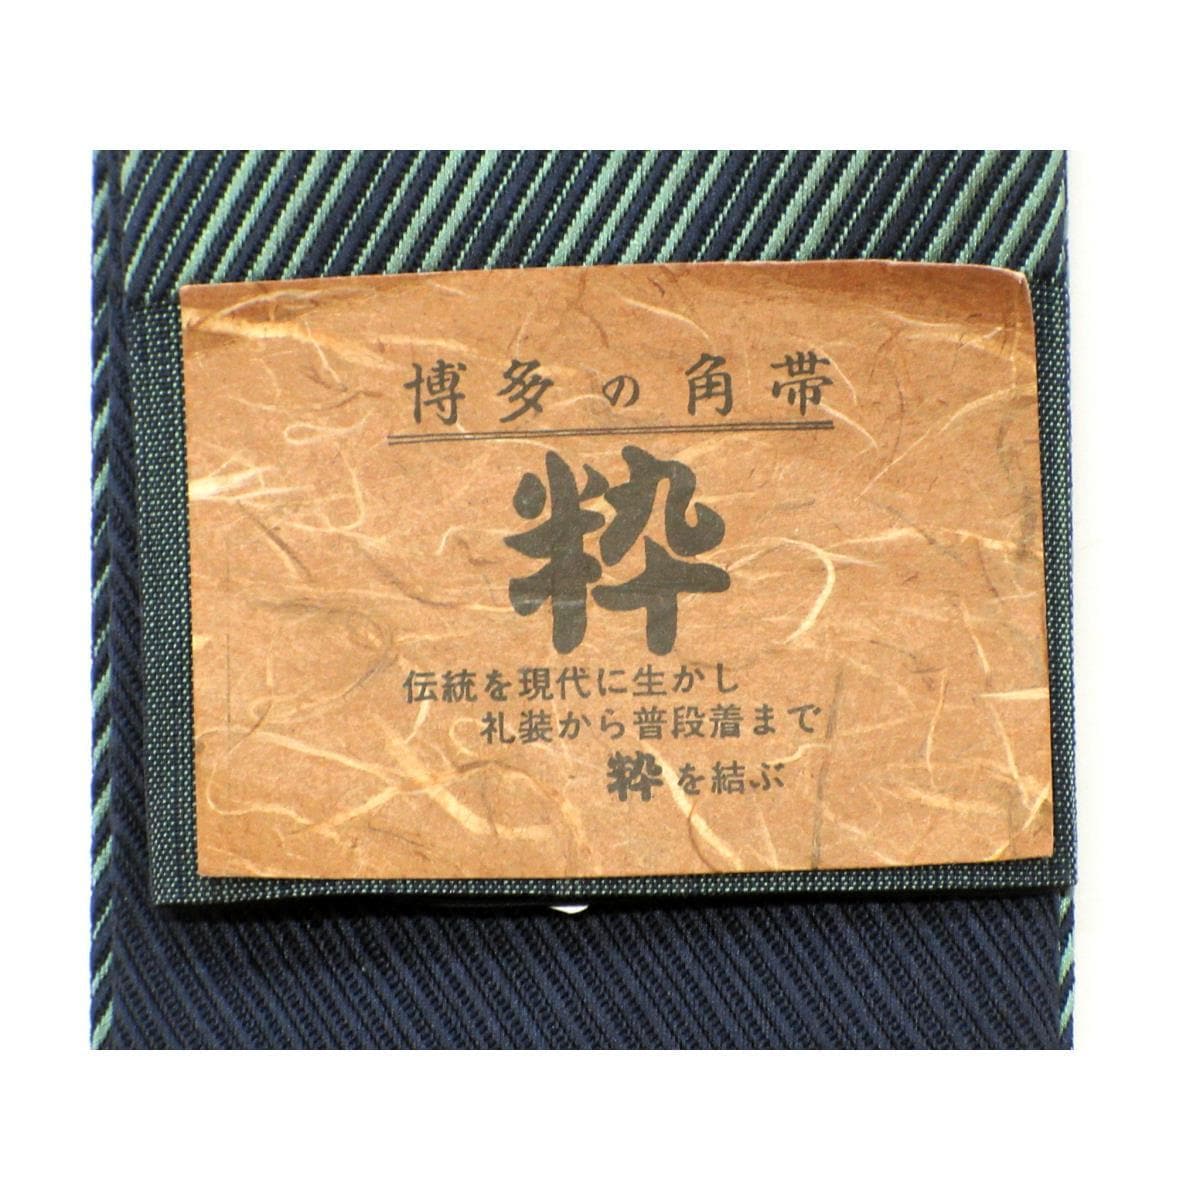 博多の角帯
粋
伝統を現代に生かし
礼装から普段着まで
粋を結ぶ